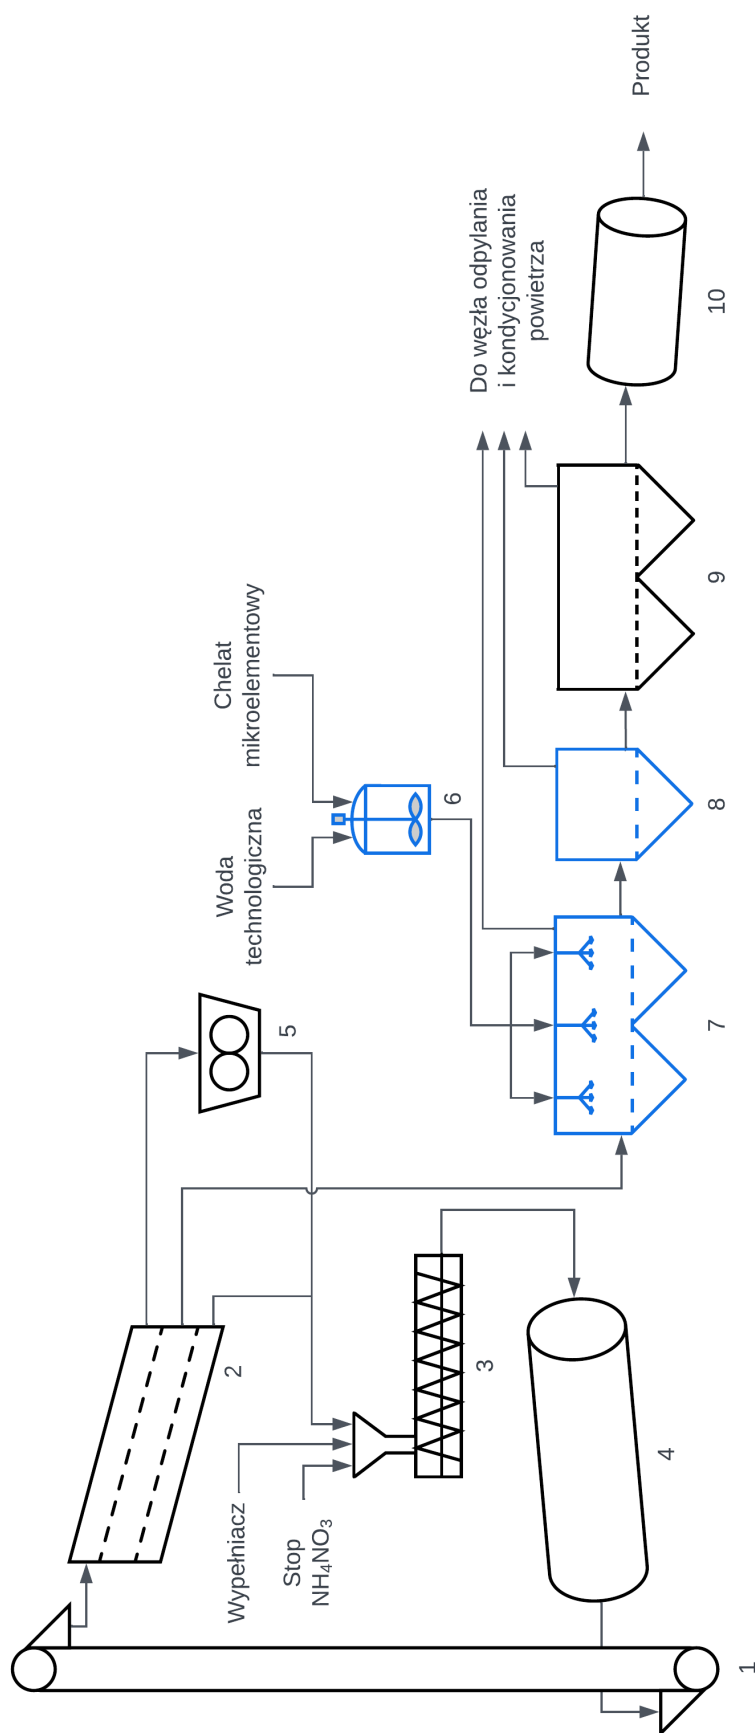 Wypełniacz
Stop
NH₄NO₃
Woda
technologiczna
Chelat
mikroelementowy
Do węzła odpylania
i kondycjonowania
powietrza
Produkt
1
2
3
4
5
6
7
8
9
10